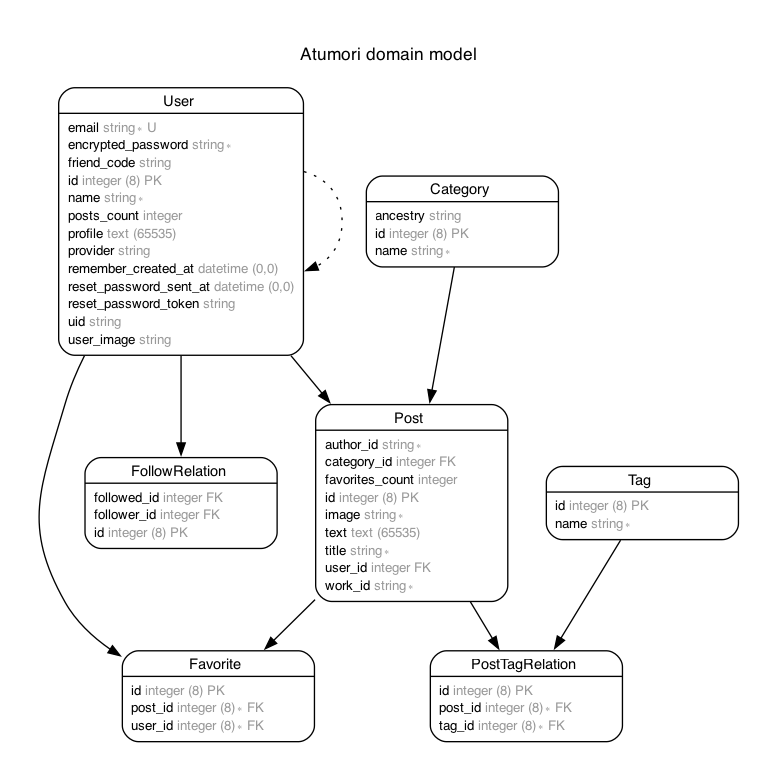 Atumori domain model
User
email string∗ U
encrypted_password string∗
friend_code string
id integer (8) PK
name string∗
posts_count integer
profile text (65535)
provider string
remember_created_at datetime (0,0)
reset_password_sent_at datetime (0,0)
reset_password_token string
uid string
user_image string
Category
ancestry string
id integer (8) PK
name string∗
Post
author_id string∗
category_id integer FK
favorites_count integer
id integer (8) PK
image string∗
text text (65535)
title string∗
user_id integer FK
work_id string∗
FollowRelation
followed_id integer FK
follower_id integer FK
id integer (8) PK
Tag
id integer (8) PK
name string∗
Favorite
id integer (8) PK
post_id integer (8)∗ FK
user_id integer (8)∗ FK
PostTagRelation
id integer (8) PK
post_id integer (8)∗ FK
tag_id integer (8)∗ FK